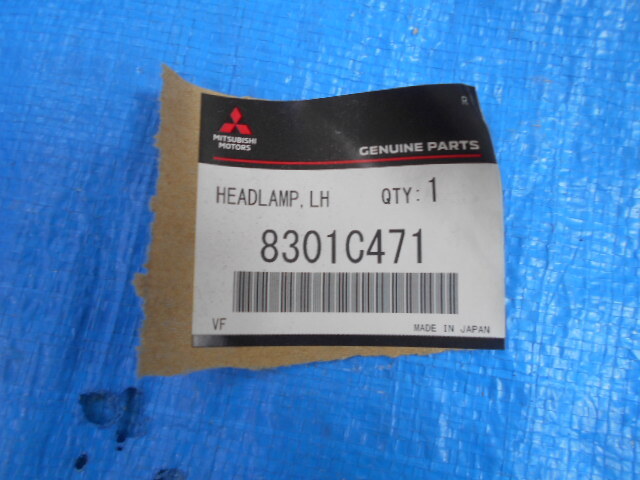 R
MITSUBISHI
MOTORS
GENUINE PARTS
HEADLAMP,LH QTY:1
8301C471
VF MADE IN JAPAN